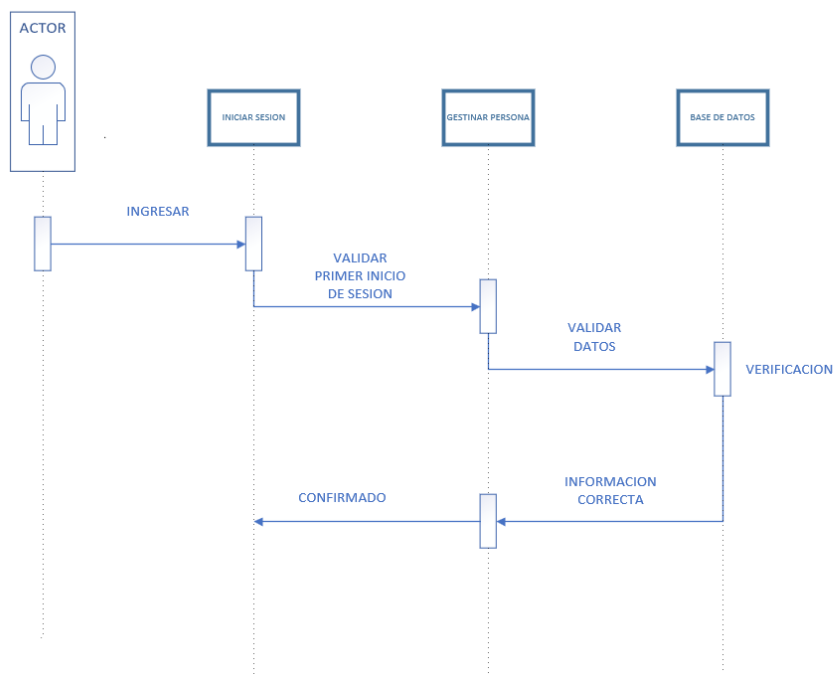 ACTOR
INICIAR SESION
GESTINAR PERSONA
BASE DE DATOS
INGRESAR
VALIDAR
PRIMER INICIO
DE SESION
VALIDAR
DATOS
VERIFICACION
INFORMACION
CORRECTA
CONFIRMADO